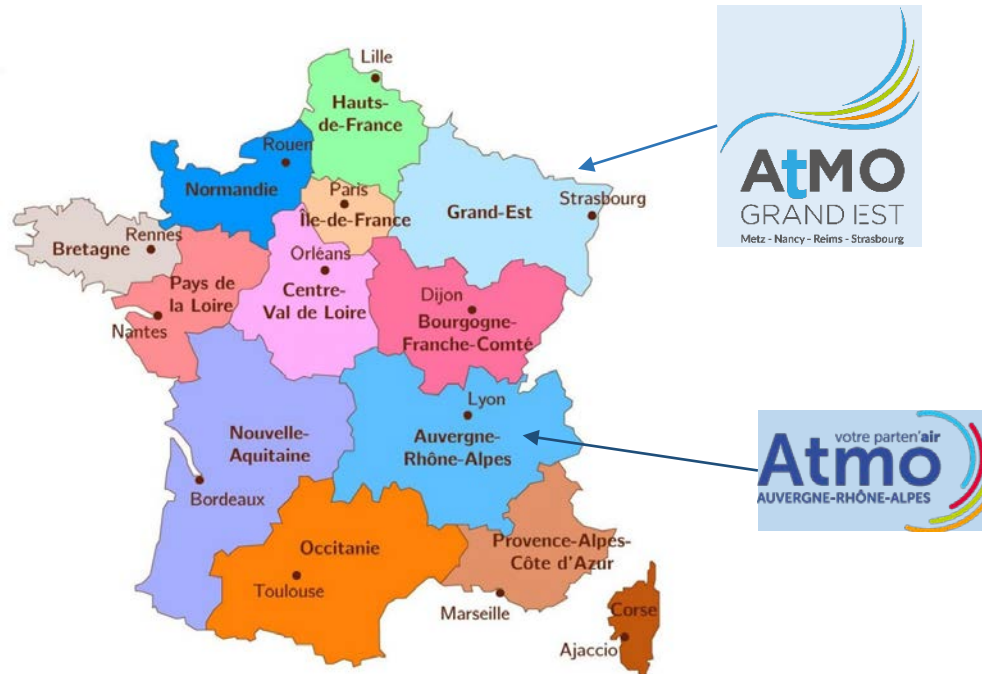 Lille
Hauts-
de-France
Rouen
Normandie
Paris
Île-de-France
Grand-Est
Strasbourg
Rennes
Bretagne
Orléans
Pays de
la Loire
Centre-
Val de Loire
Dijon
Bourgogne-
Franche-Comté
Nantes
Lyon
Auvergne-
Rhône-Alpes
Nouvelle-
Aquitaine
Bordeaux
Occitanie
Toulouse
Provence-Alpes-
Côte d'Azur
Marseille
Corse
Ajaccio
AtMO
GRAND EST
Metz - Nancy - Reims - Strasbourg
votre parten'air
Atmo
AUVERGNE-RHÔNE-ALPES